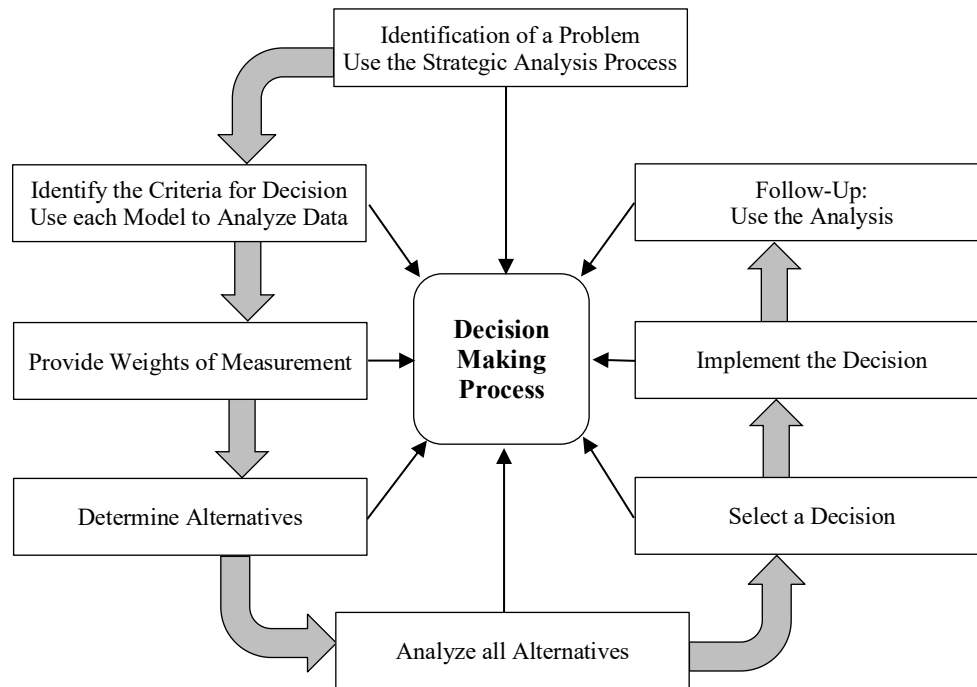 Identification of a Problem
Use the Strategic Analysis Process
Identify the Criteria for Decision
Use each Model to Analyze Data
Follow-Up:
Use the Analysis
Decision
Making
Process
Provide Weights of Measurement
Implement the Decision
Determine Alternatives
Select a Decision
Analyze all Alternatives